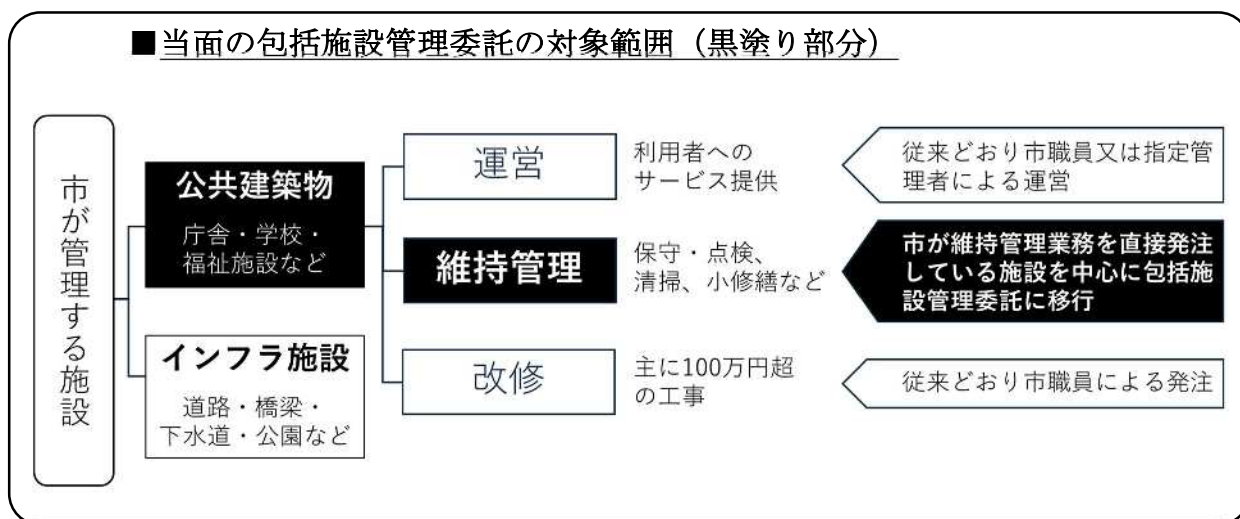 ■当面の包括施設管理委託の対象範囲（黒塗り部分）
市が管理する施設
公共建築物
庁舎・学校・
福祉施設など
インフラ施設
道路・橋梁・
下水道・公園など
運営
利用者への
サービス提供
従来どおり市職員又は指定管
理者による運営
維持管理
保守・点検、
清掃、小修繕など
市が維持管理業務を直接発注
している施設を中心に包括施
設管理委託に移行
改修
主に100万円超
の工事
従来どおり市職員による発注